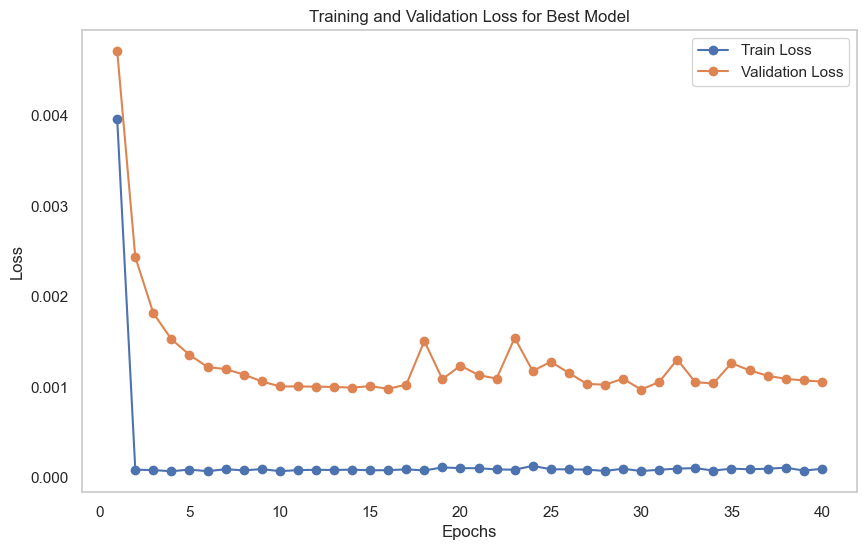 Training and Validation Loss for Best Model
Train Loss
Validation Loss
Loss
0.004
0.003
0.002
0.001
0.000
0 5 10 15 20 25 30 35 40
Epochs